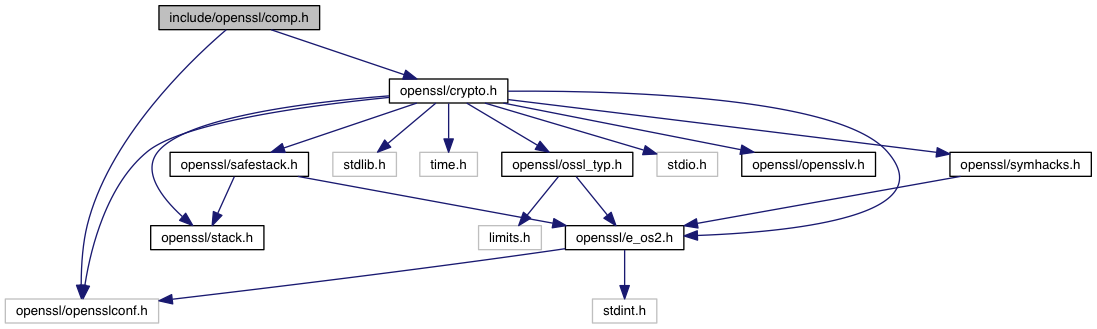 include/openssl/comp.h
openssl/crypto.h
openssl/safestack.h
stdlib.h
time.h
openssl/ossl_typ.h
stdio.h
openssl/opensslv.h
openssl/symhacks.h
openssl/stack.h
limits.h
openssl/e_os2.h
openssl/opensslconf.h
stdint.h